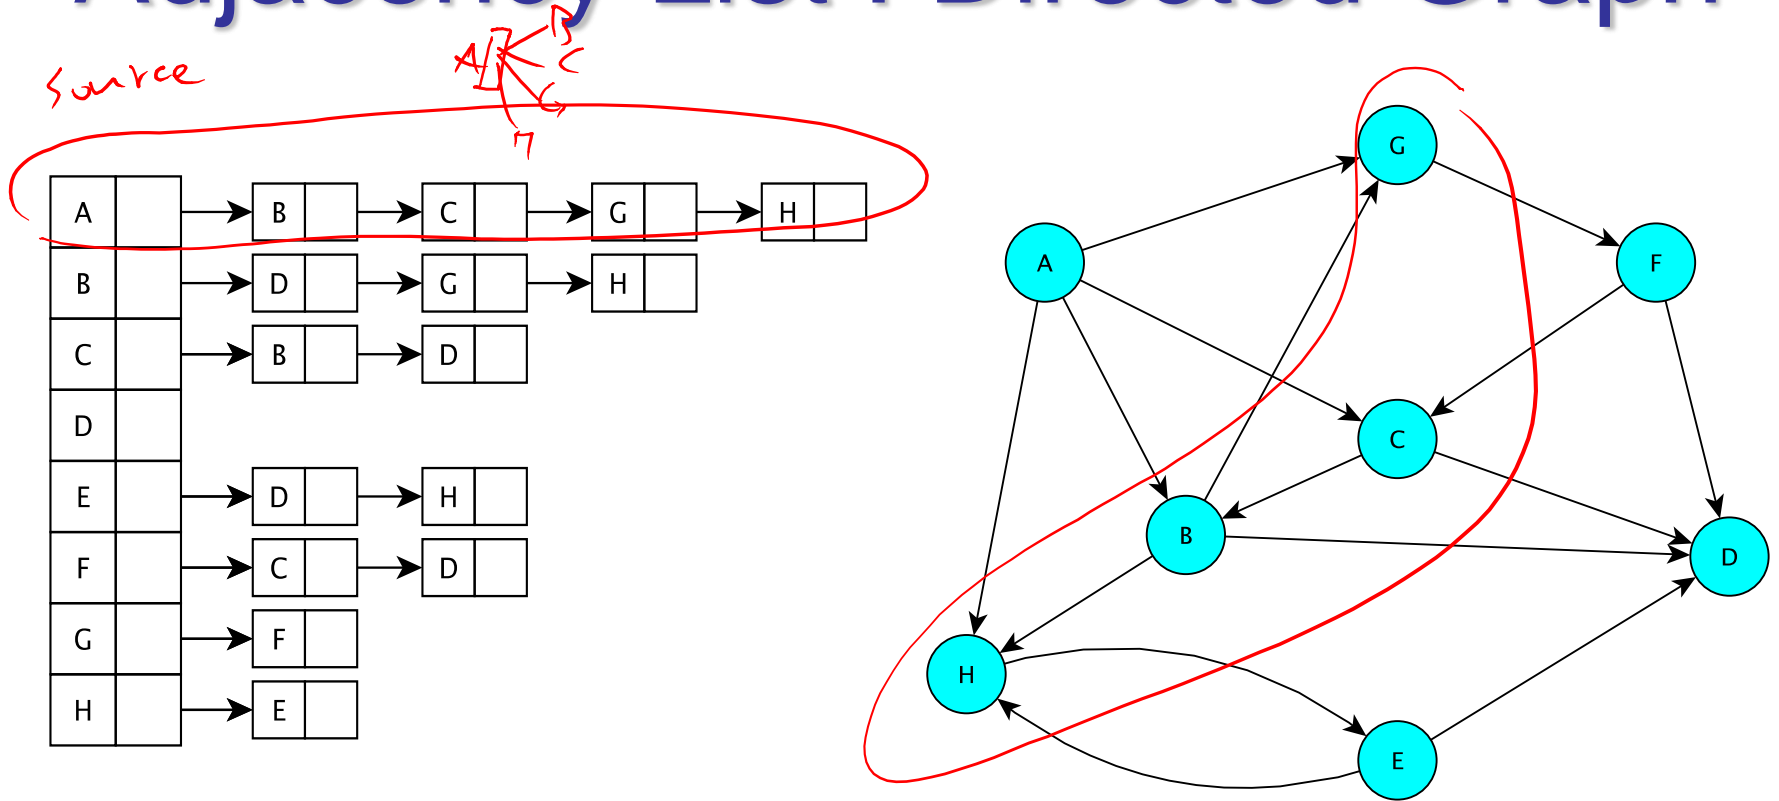 Adjacency List : Directed Graph
Source
A B
C
G
H
A B C G H
B D G H
C B D
D
E D H
F C D
G F
H E
G
A F
C
B D
H
E